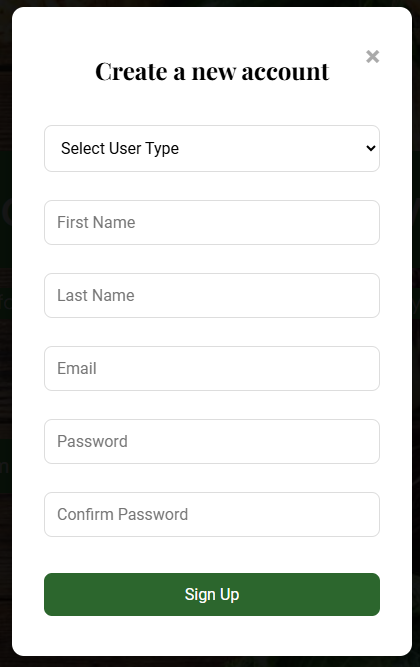 Create a new account
×
Select User Type
First Name
Last Name
Email
Password
Confirm Password
Sign Up